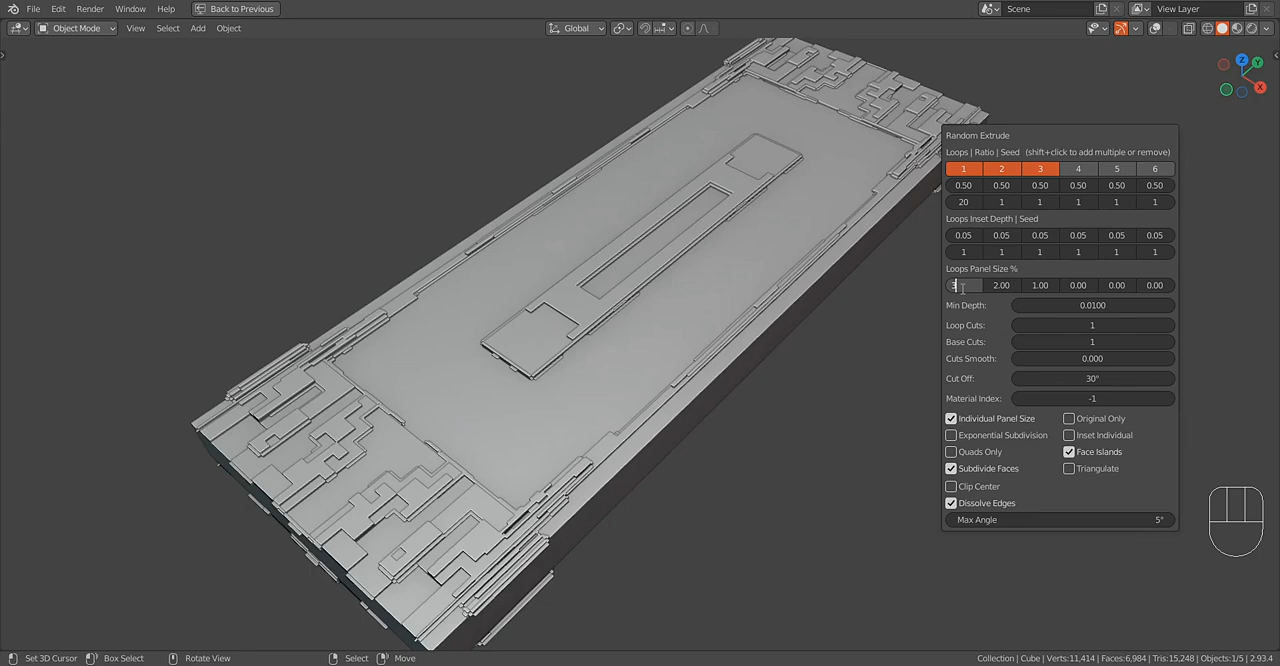 File Edit Render Window Help Back to Previous Scene View Layer
Object Mode View Select Add Object Global
Z
Y
X
Random Extrude
Loops | Ratio | Seed (shift+click to add multiple or remove)
1 2 3 4 5 6
0.50 0.50 0.50 0.50 0.50 0.50
20 1 1 1 1 1
Loops Inset Depth | Seed
0.05 0.05 0.05 0.05 0.05 0.05
1 1 1 1 1 1
Loops Panel Size %
3 2.00 1.00 0.00 0.00 0.00
Min Depth: 0.0100
Loop Cuts: 1
Base Cuts: 1
Cuts Smooth: 0.000
Cut Off: 30°
Material Index: -1
Individual Panel Size Original Only
Exponential Subdivision Inset Individual
Quads Only Face Islands
Subdivide Faces Triangulate
Clip Center
Dissolve Edges
Max Angle 5°
Set 3D Cursor Box Select Rotate View Select Move Collection | Cube | Verts:11,414 | Faces:6,984 | Tris:15,248 | Objects:1/5 | 2.93.4